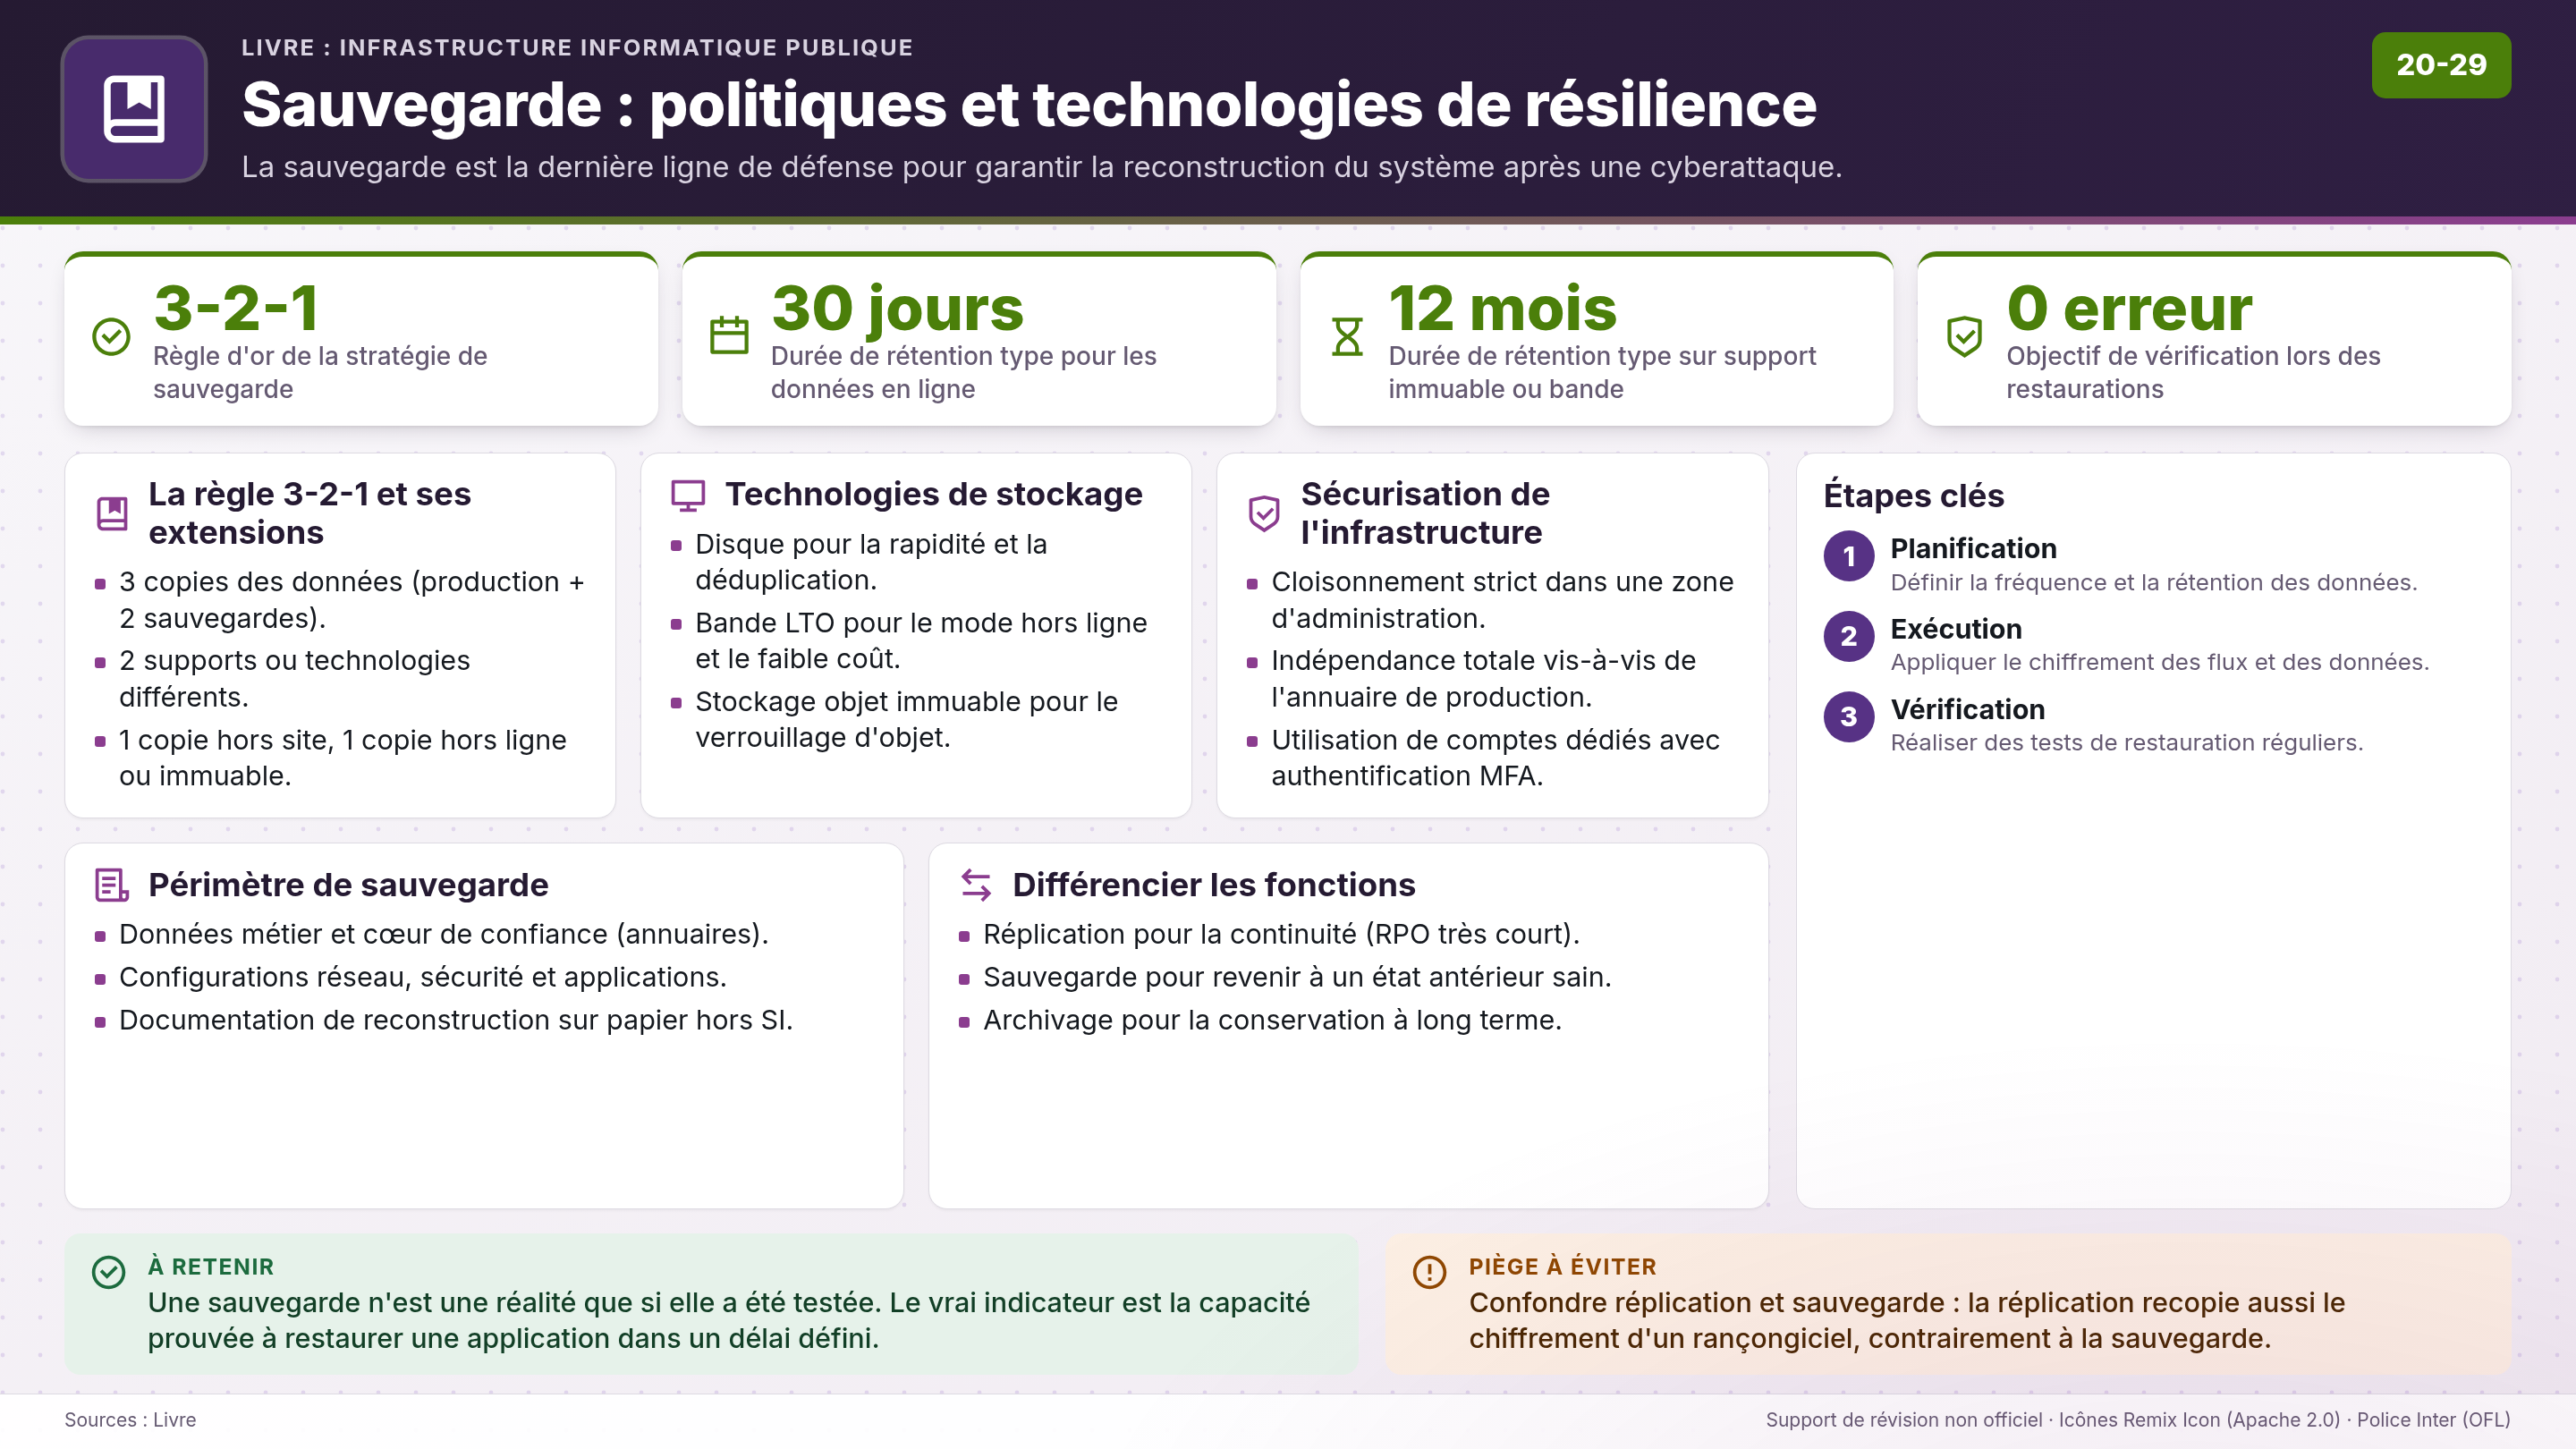 LIVRE : INFRASTRUCTURE INFORMATIQUE PUBLIQUE
Sauvegarde : politiques et technologies de résilience
La sauvegarde est la dernière ligne de défense pour garantir la reconstruction du système après une cyberattaque.
20-29
3-2-1
Règle d'or de la stratégie de
sauvegarde
30 jours
Durée de rétention type pour les
données en ligne
12 mois
Durée de rétention type sur support
immuable ou bande
0 erreur
Objectif de vérification lors des
restaurations
La règle 3-2-1 et ses
extensions
3 copies des données (production +
2 sauvegardes).
2 supports ou technologies
différents.
1 copie hors site, 1 copie hors ligne
ou immuable.
Technologies de stockage
Disque pour la rapidité et la
déduplication.
Bande LTO pour le mode hors ligne
et le faible coût.
Stockage objet immuable pour le
verrouillage d'objet.
Sécurisation de
l'infrastructure
Cloisonnement strict dans une zone
d'administration.
Indépendance totale vis-à-vis de
l'annuaire de production.
Utilisation de comptes dédiés avec
authentification MFA.
Étapes clés
1
Planification
Définir la fréquence et la rétention des données.
2
Exécution
Appliquer le chiffrement des flux et des données.
3
Vérification
Réaliser des tests de restauration réguliers.
Périmètre de sauvegarde
Données métier et cœur de confiance (annuaires).
Configurations réseau, sécurité et applications.
Documentation de reconstruction sur papier hors SI.
Différencier les fonctions
Réplication pour la continuité (RPO très court).
Sauvegarde pour revenir à un état antérieur sain.
Archivage pour la conservation à long terme.
À RETENIR
Une sauvegarde n'est une réalité que si elle a été testée. Le vrai indicateur est la capacité
prouvée à restaurer une application dans un délai défini.
PIÈGE À ÉVITER
Confondre réplication et sauvegarde : la réplication recopie aussi le
chiffrement d'un rançongiciel, contrairement à la sauvegarde.
Sources : Livre
Support de révision non officiel · Icônes Remix Icon (Apache 2.0) · Police Inter (OFL)